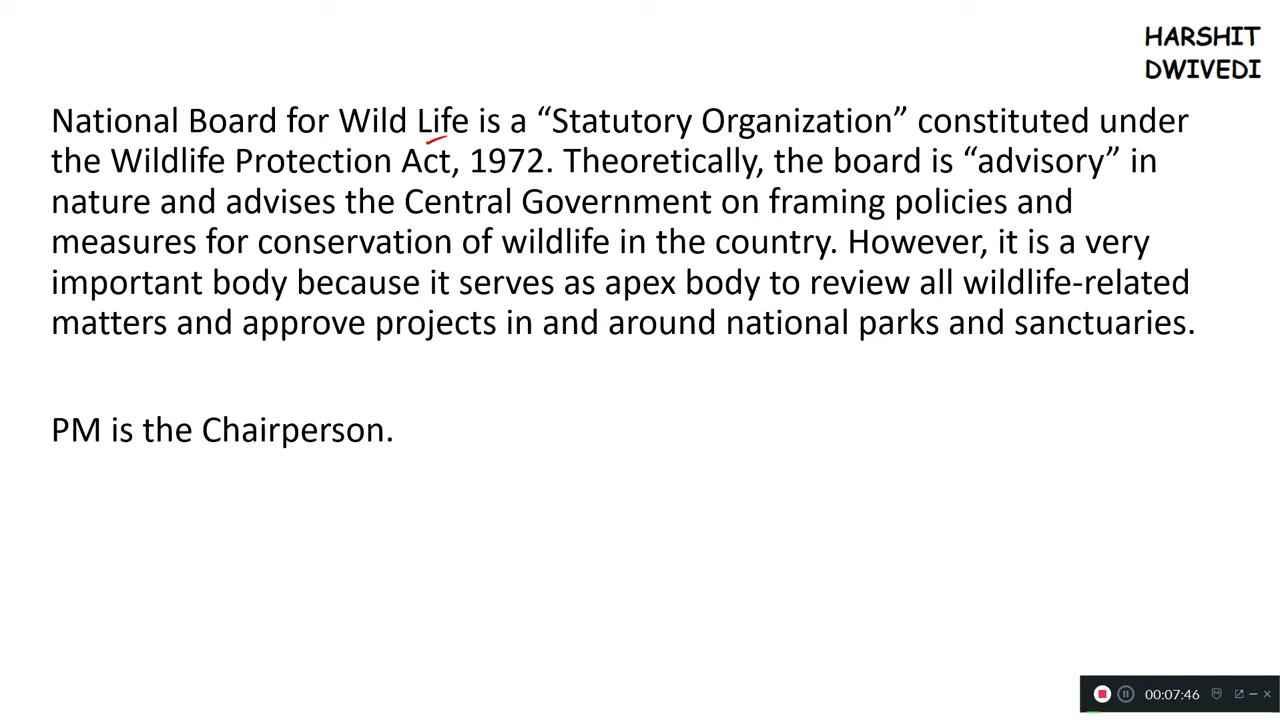 HARSHIT
DWIVEDI
National Board for Wild Life is a “Statutory Organization” constituted under
the Wildlife Protection Act, 1972. Theoretically, the board is “advisory” in
nature and advises the Central Government on framing policies and
measures for conservation of wildlife in the country. However, it is a very
important body because it serves as apex body to review all wildlife-related
matters and approve projects in and around national parks and sanctuaries.
PM is the Chairperson.
00:07:46